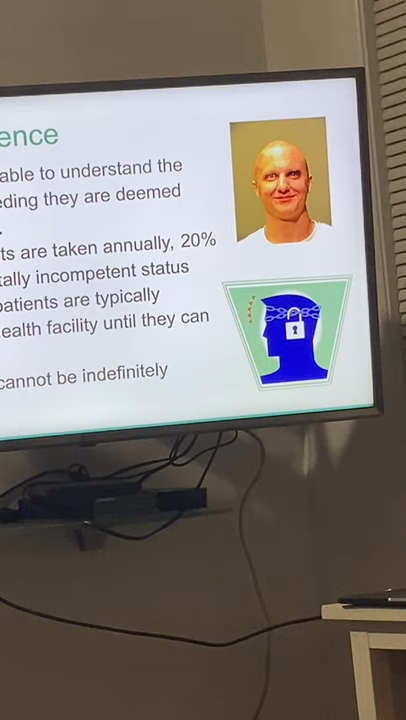 ence
able to understand the
eding they are deemed
.
ts are taken annually, 20%
tally incompetent status
patients are typically
ealth facility until they can
cannot be indefinitely